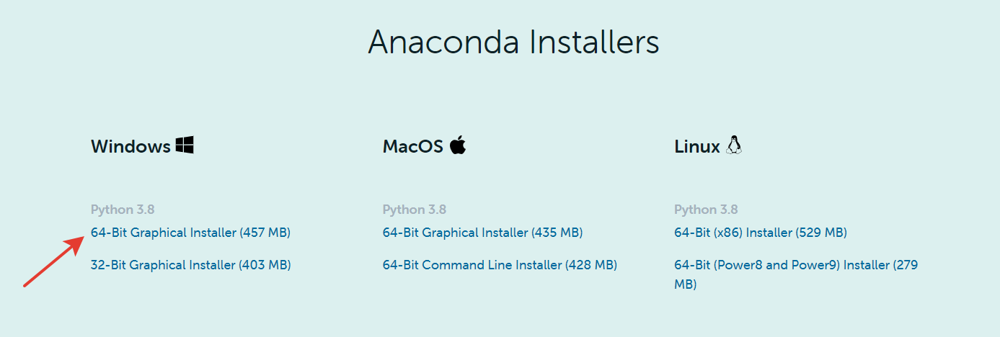 Anaconda Installers
Windows
Python 3.8
64-Bit Graphical Installer (457 MB)
32-Bit Graphical Installer (403 MB)
MacOS
Python 3.8
64-Bit Graphical Installer (435 MB)
64-Bit Command Line Installer (428 MB)
Linux
Python 3.8
64-Bit (x86) Installer (529 MB)
64-Bit (Power8 and Power9) Installer (279
MB)